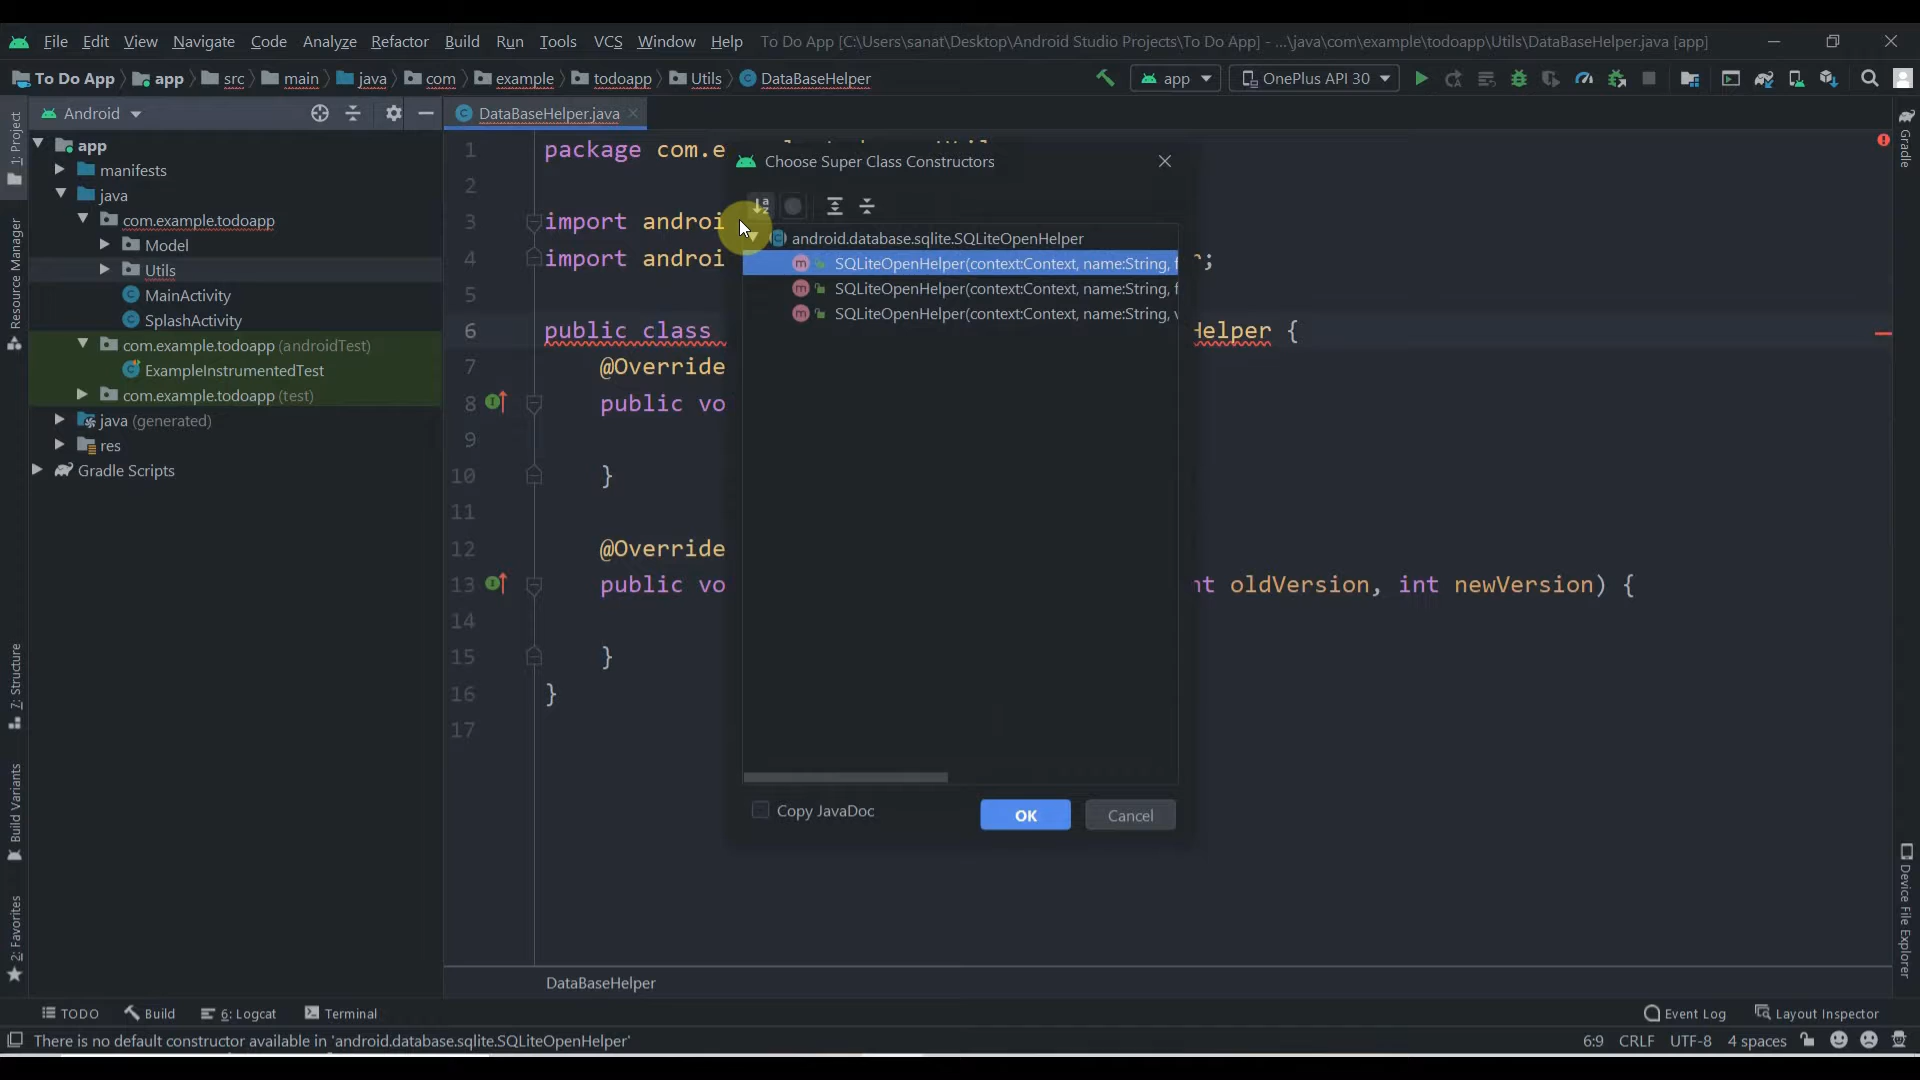 File Edit View Navigate Code Analyze Refactor Build Run Tools VCS Window Help To Do App [C:\Users\sanat\Desktop\Android Studio Projects\To Do App] - ...\java\com\example\todoapp\Utils\DataBaseHelper.java [app]
To Do App app src main java com example todoapp Utils DataBaseHelper app OnePlus API 30
Android DataBaseHelper.java
1: Project
Resource Manager
7: Structure
Build Variants
2: Favorites
Gradle
Device File Explorer
app
manifests
java
com.example.todoapp
Model
Utils
MainActivity
SplashActivity
com.example.todoapp (androidTest)
ExampleInstrumentedTest
com.example.todoapp (test)
java (generated)
res
Gradle Scripts
1 package com.e
2
3 import androi
4 import androi ;
5
6 public class Helper {
7 @Override
8 public vo
9
10 }
11
12 @Override
13 public vo nt oldVersion, int newVersion) {
14
15 }
16 }
17
Choose Super Class Constructors
android.database.sqlite.SQLiteOpenHelper
SQLiteOpenHelper(context:Context, name:String, f
SQLiteOpenHelper(context:Context, name:String, f
SQLiteOpenHelper(context:Context, name:String, v
Copy JavaDoc OK Cancel
DataBaseHelper
TODO Build 6: Logcat Terminal Event Log Layout Inspector
There is no default constructor available in 'android.database.sqlite.SQLiteOpenHelper' 6:9 CRLF UTF-8 4 spaces